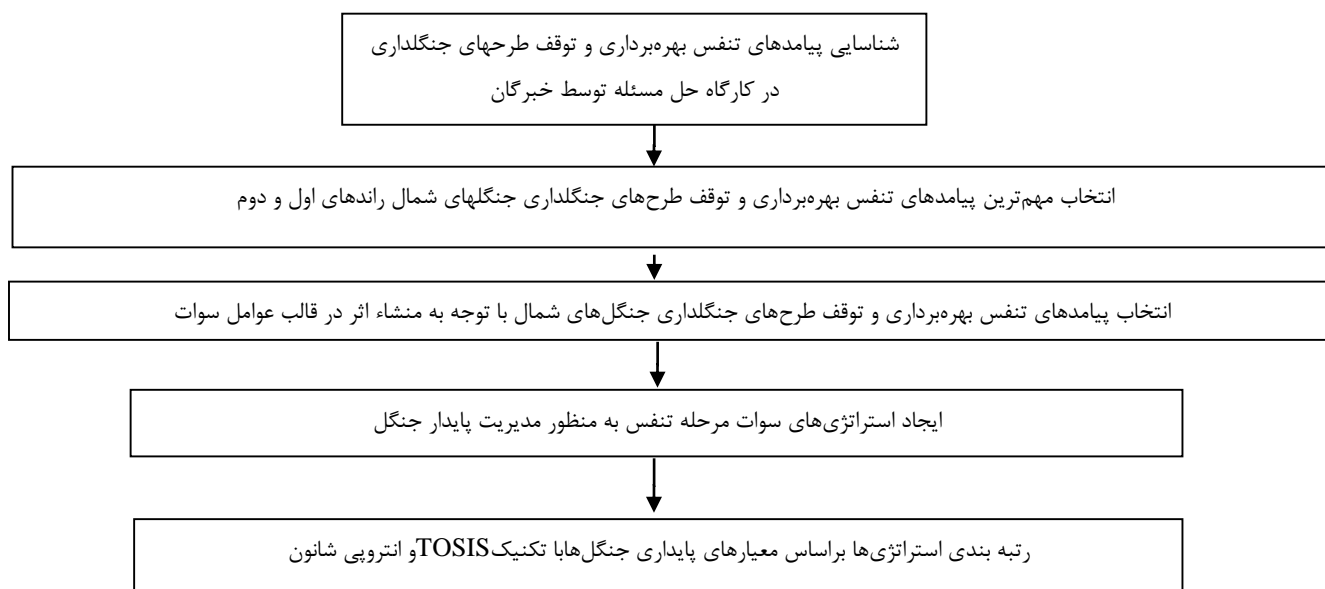 شناسایی پیامدهای تنفس بهره‌برداری و توقف طرحهای جنگلداری
در کارگاه حل مسئله توسط خبرگان
انتخاب مهم‌ترین پیامدهای تنفس بهره‌برداری و توقف طرح‌های جنگلداری جنگلهای شمال راندهای اول و دوم
انتخاب پیامدهای تنفس بهره‌برداری و توقف طرح‌های جنگلداری جنگل‌های شمال با توجه به منشاء اثر در قالب عوامل سوات
ایجاد استراتژی‌های سوات مرحله تنفس به منظور مدیریت پایدار جنگل
رتبه بندی استراتژی‌ها براساس معیارهای پایداری جنگل‌هابا تکنیکTOSISو انتروپی شانون